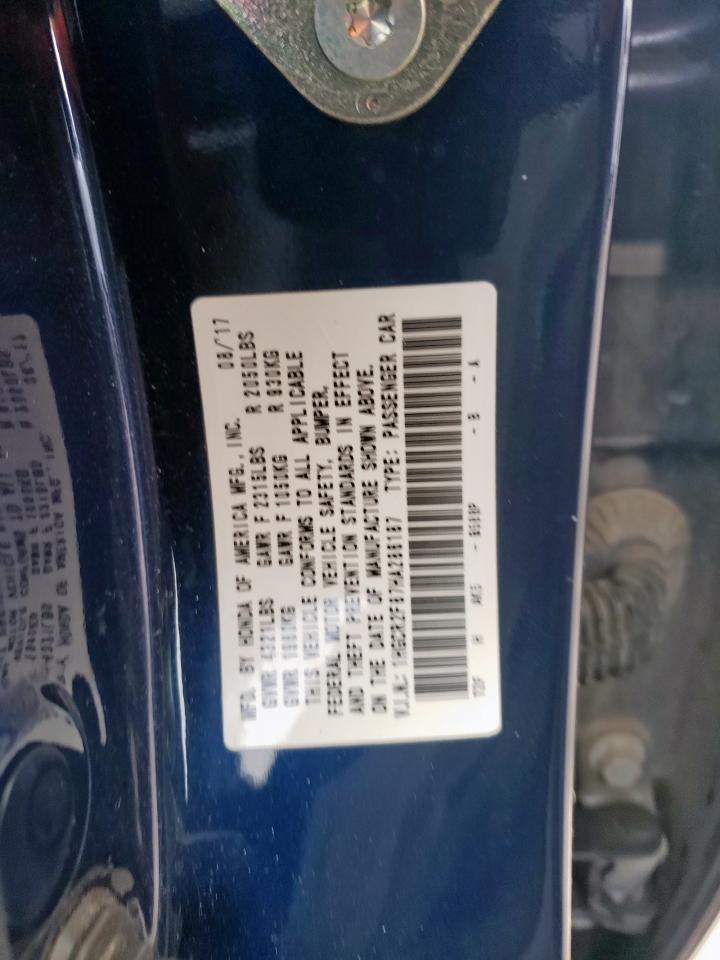 MFD. BY HONDA OF AMERICA MFG., INC. 08/'17
GVWR 4321LBS GAWR F 2315LBS R 2050LBS
GVWR 1960KG GAWR F 1050KG R 930KG
THIS VEHICLE CONFORMS TO ALL APPLICABLE
FEDERAL MOTOR VEHICLE SAFETY, BUMPER,
AND THEFT PREVENTION STANDARDS IN EFFECT
ON THE DATE OF MANUFACTURE SHOWN ABOVE.
V.I.N.: TYPE: PASSENGER CAR
- B - A